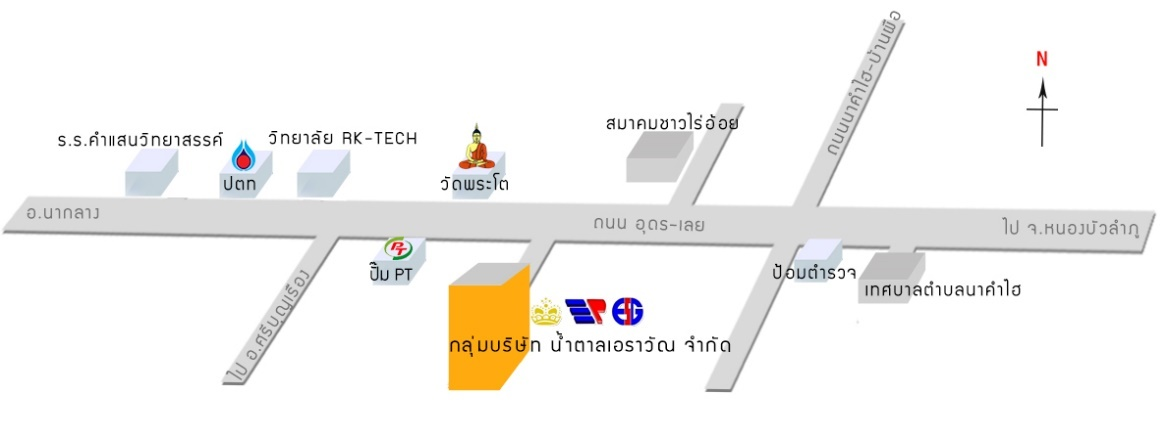 N
ถนนนาคำไฮ-บ้านผือ
สมาคมชาวไร่อ้อย
ร.ร.คำแสนวิทยาสรรค์
วิทยาลัย RK-TECH
ปตท
วัดพระโต
อ.นากลาง
ถนน อุดร-เลย
ไป จ.หนองบัวลำภู
PT
ปั๊ม PT
ป้อมตำรวจ
เทศบาลตำบลนาคำไฮ
ไป อ.ศรีบุญเรือง
กลุ่มบริษัท น้ำตาลเอราวัณ จำกัด